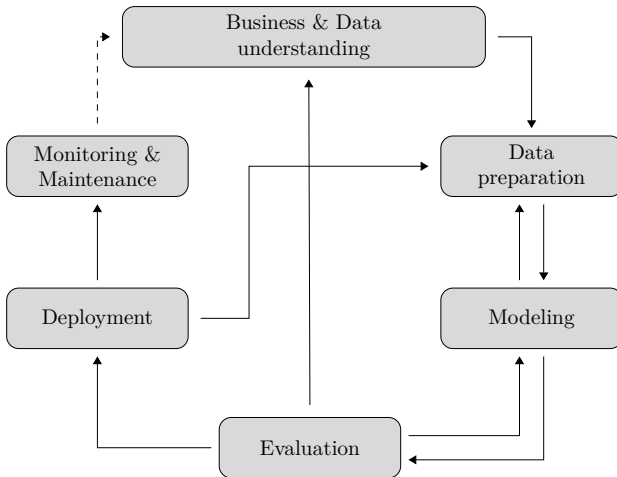 Business & Data
understanding
Monitoring &
Maintenance
Data
preparation
Deployment
Modeling
Evaluation